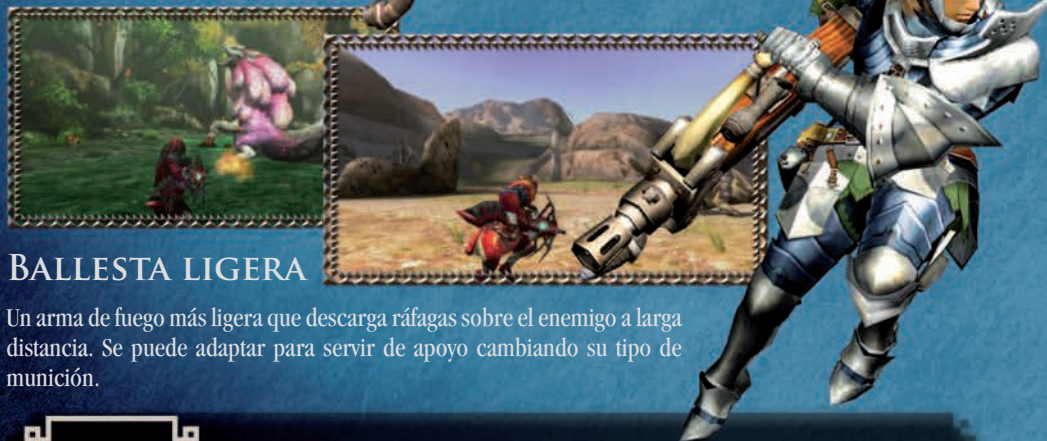 BALLESTA LIGERA
Un arma de fuego más ligera que descarga ráfagas sobre el enemigo a larga
distancia. Se puede adaptar para servir de apoyo cambiando su tipo de
munición.